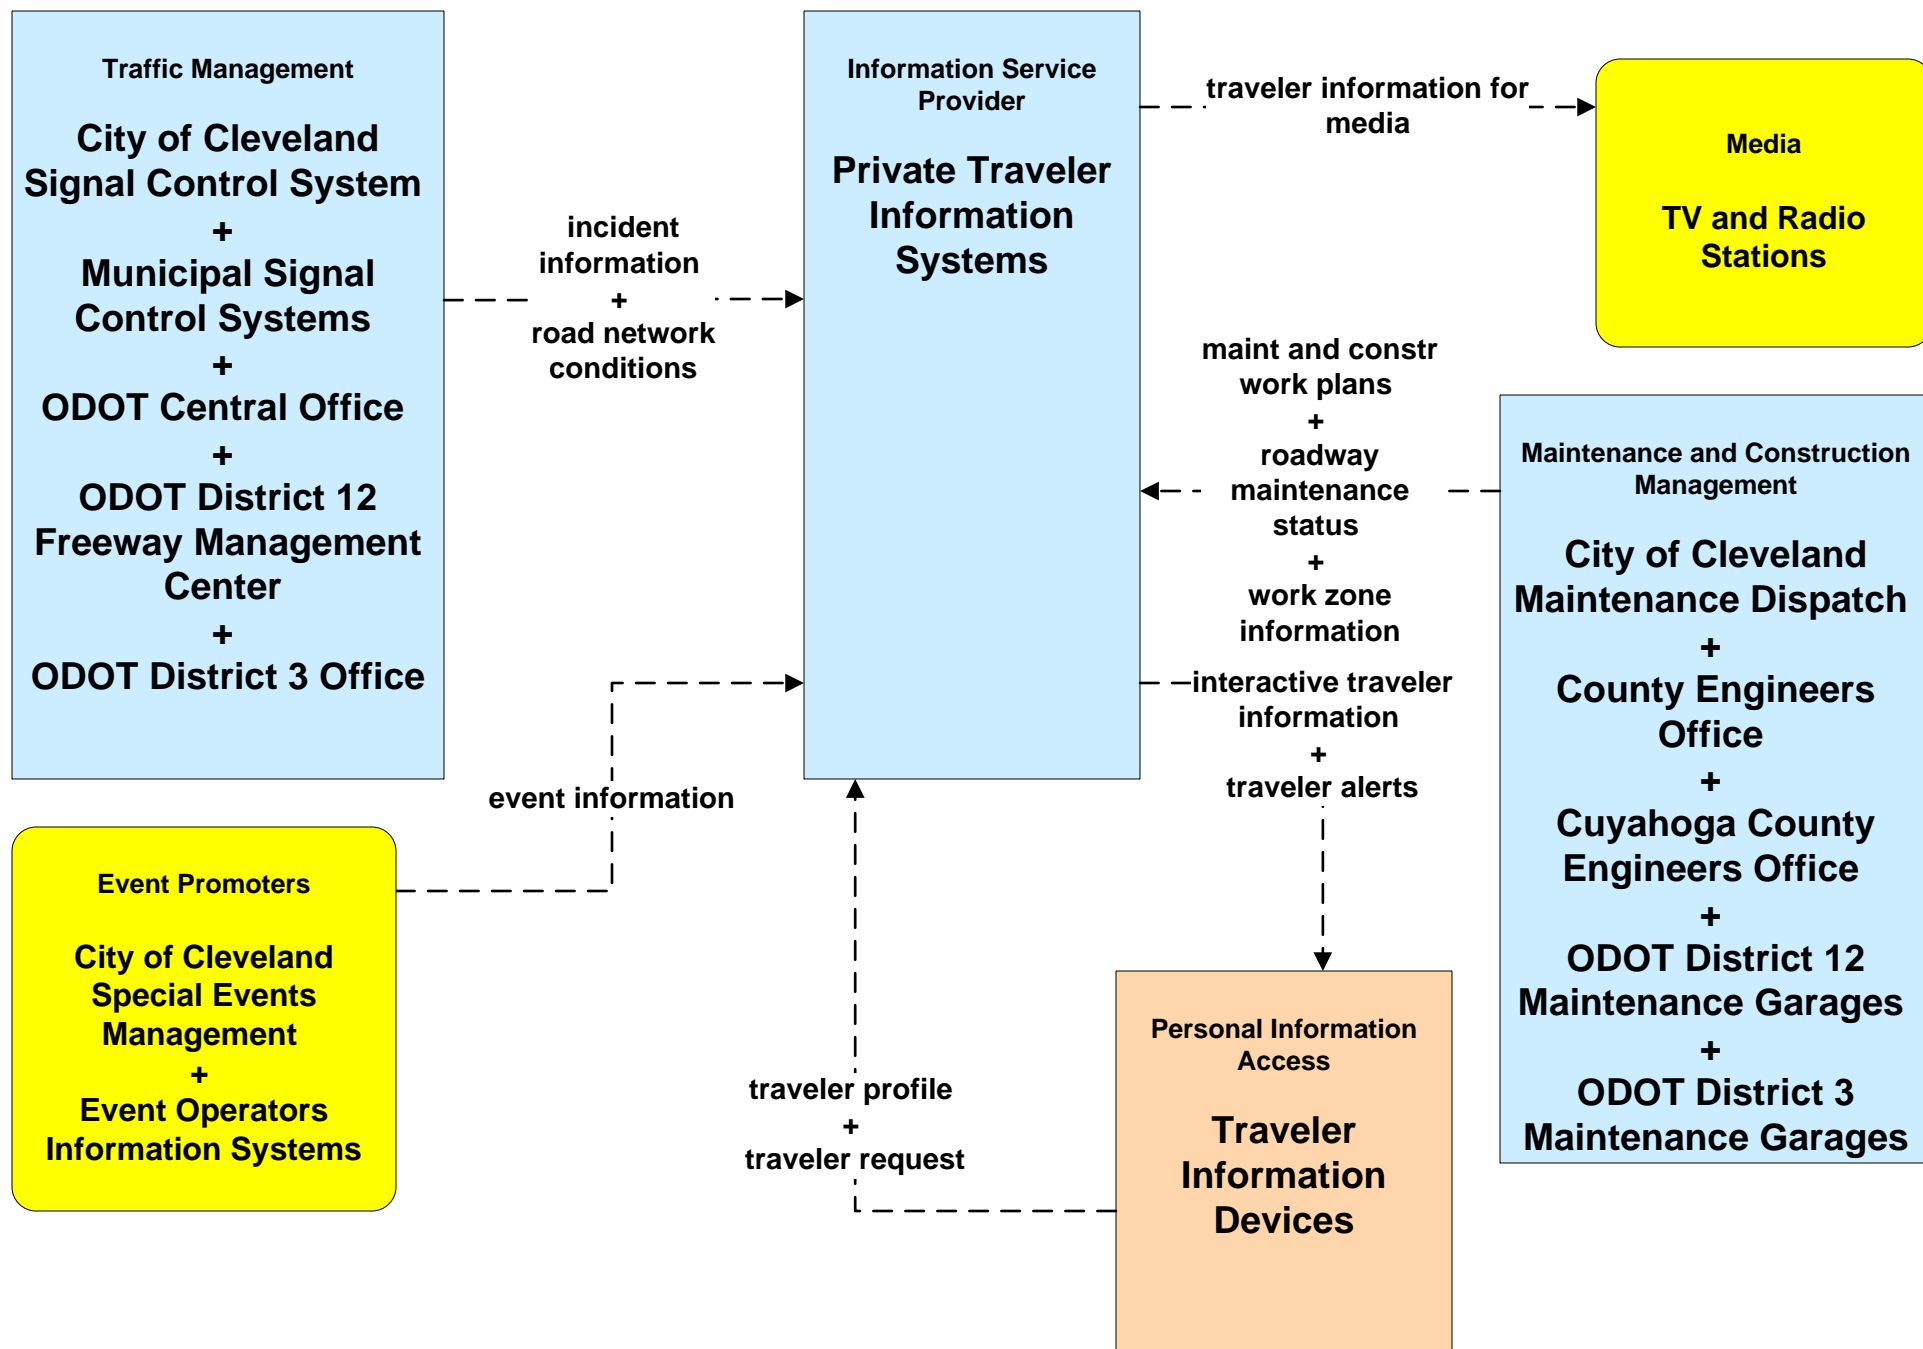 Traffic Management
City of Cleveland
Signal Control System
+
Municipal Signal
Control Systems
+
ODOT Central Office
+
ODOT District 12
Freeway Management
Center
+
ODOT District 3 Office
incident
information
+
road network
conditions
Information Service
Provider
Private Traveler
Information
Systems
traveler information for
media
Media
TV and Radio
Stations
maint and constr
work plans
+
roadway
maintenance
status
+
work zone
information
Maintenance and Construction
Management
City of Cleveland
Maintenance Dispatch
+
County Engineers
Office
+
Cuyahoga County
Engineers Office
+
ODOT District 12
Maintenance Garages
+
ODOT District 3
Maintenance Garages
interactive traveler
information
+
traveler alerts
event information
Event Promoters
City of Cleveland
Special Events
Management
+
Event Operators
Information Systems
traveler profile
+
traveler request
Personal Information
Access
Traveler
Information
Devices